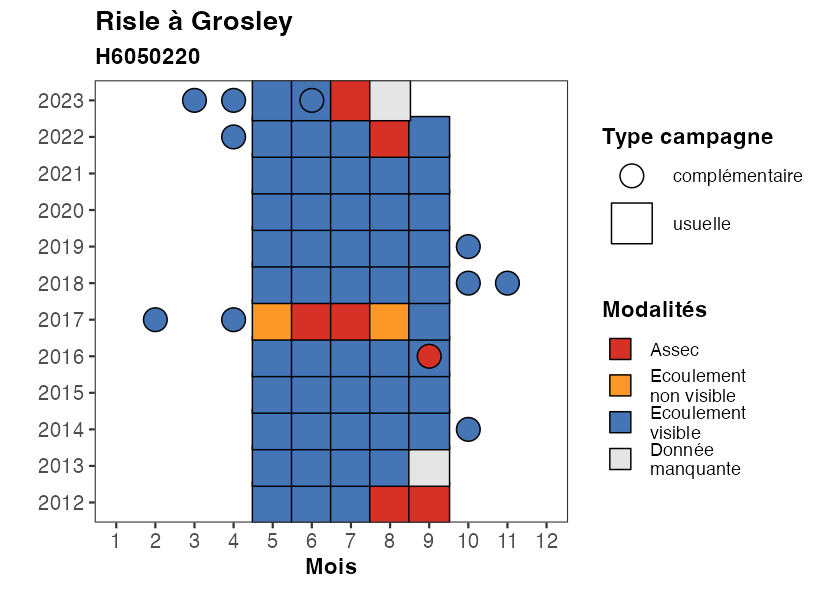 Risle à Grosley
H6050220
2023
2022
2021
2020
2019
2018
2017
2016
2015
2014
2013
2012
1 2 3 4 5 6 7 8 9 10 11 12
Mois
Type campagne
complémentaire
usuelle
Modalités
Assec
Ecoulement
non visible
Ecoulement
visible
Donnée
manquante